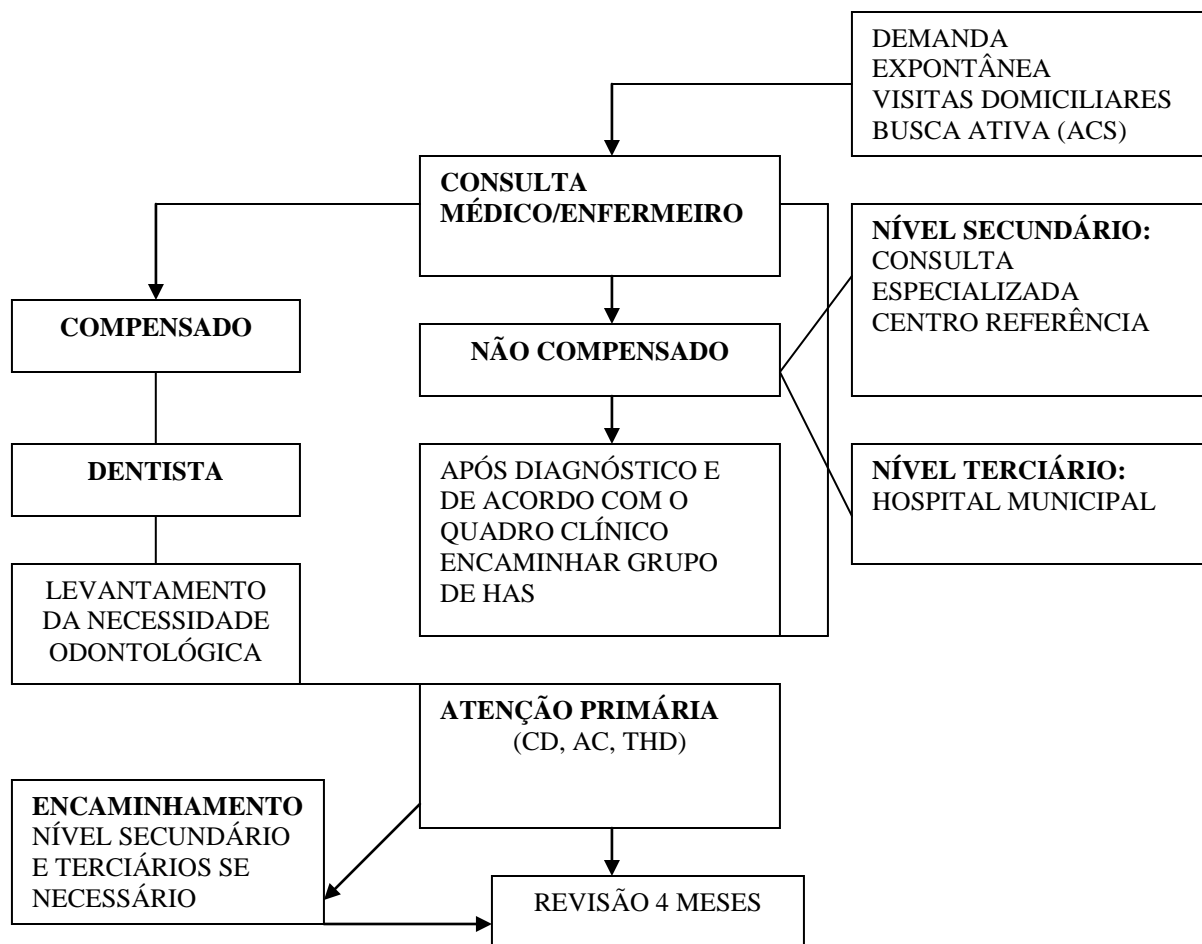 DEMANDA
EXPONTÂNEA
VISITAS DOMICILIARES
BUSCA ATIVA (ACS)
CONSULTA
MÉDICO/ENFERMEIRO
NÍVEL SECUNDÁRIO:
CONSULTA
ESPECIALIZADA
CENTRO REFERÊNCIA
COMPENSADO
NÃO COMPENSADO
DENTISTA
APÓS DIAGNÓSTICO E
DE ACORDO COM O
QUADRO CLÍNICO
ENCAMINHAR GRUPO
DE HAS
NÍVEL TERCIÁRIO:
HOSPITAL MUNICIPAL
LEVANTAMENTO
DA NECESSIDADE
ODONTOLÓGICA
ATENÇÃO PRIMÁRIA
(CD, AC, THD)
ENCAMINHAMENTO
NÍVEL SECUNDÁRIO
E TERCIÁRIOS SE
NECESSÁRIO
REVISÃO 4 MESES